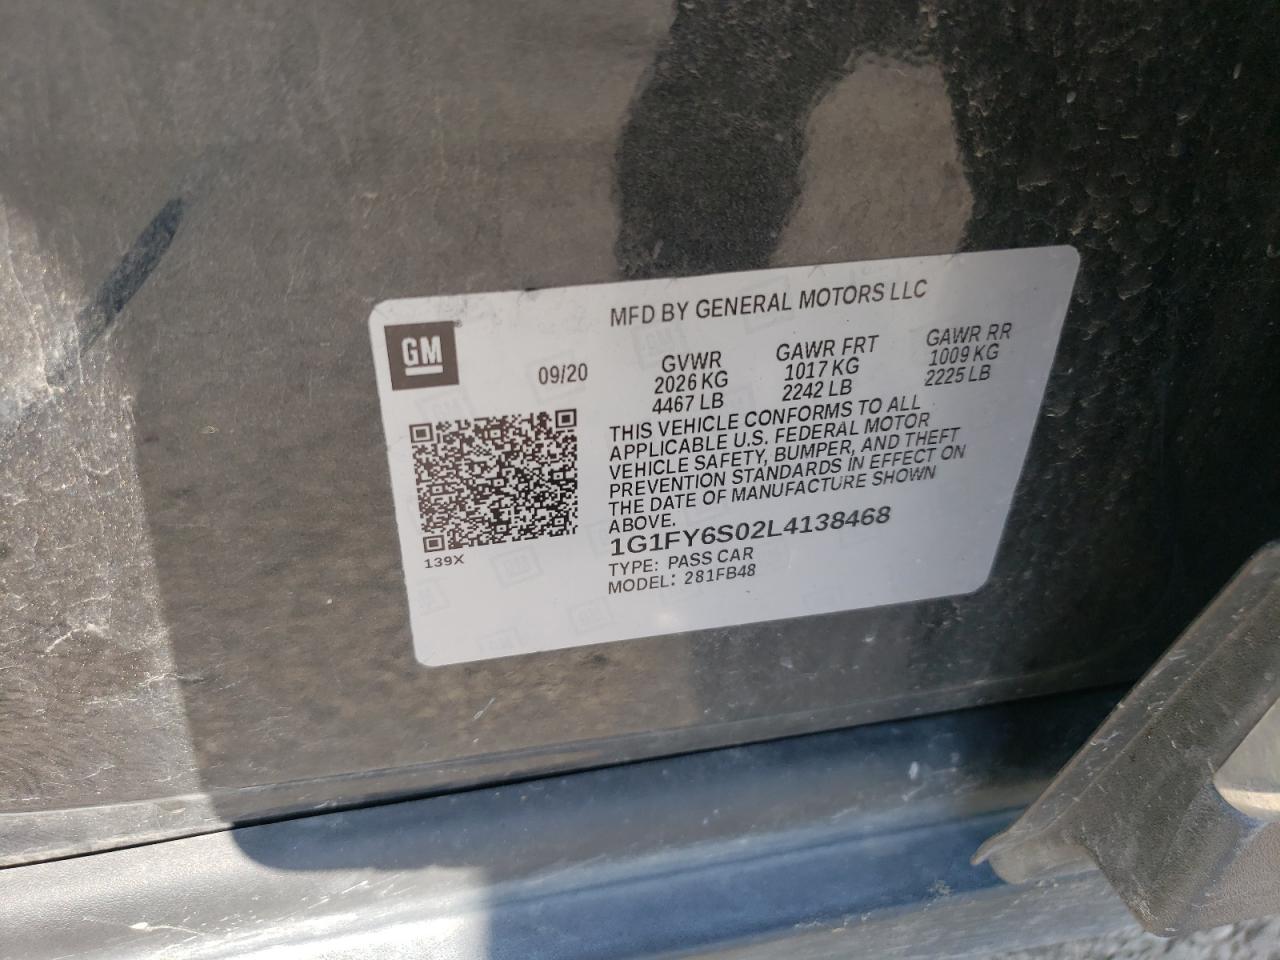 MFD BY GENERAL MOTORS LLC
GM
09/20
GVWR
2026 KG
4467 LB
GAWR FRT
1017 KG
2242 LB
GAWR RR
1009 KG
2225 LB
THIS VEHICLE CONFORMS TO ALL
APPLICABLE U.S. FEDERAL MOTOR
VEHICLE SAFETY, BUMPER, AND THEFT
PREVENTION STANDARDS IN EFFECT ON
THE DATE OF MANUFACTURE SHOWN
ABOVE.
1G1FY6S02L4138468
TYPE: PASS CAR
MODEL: 281FB48
139X